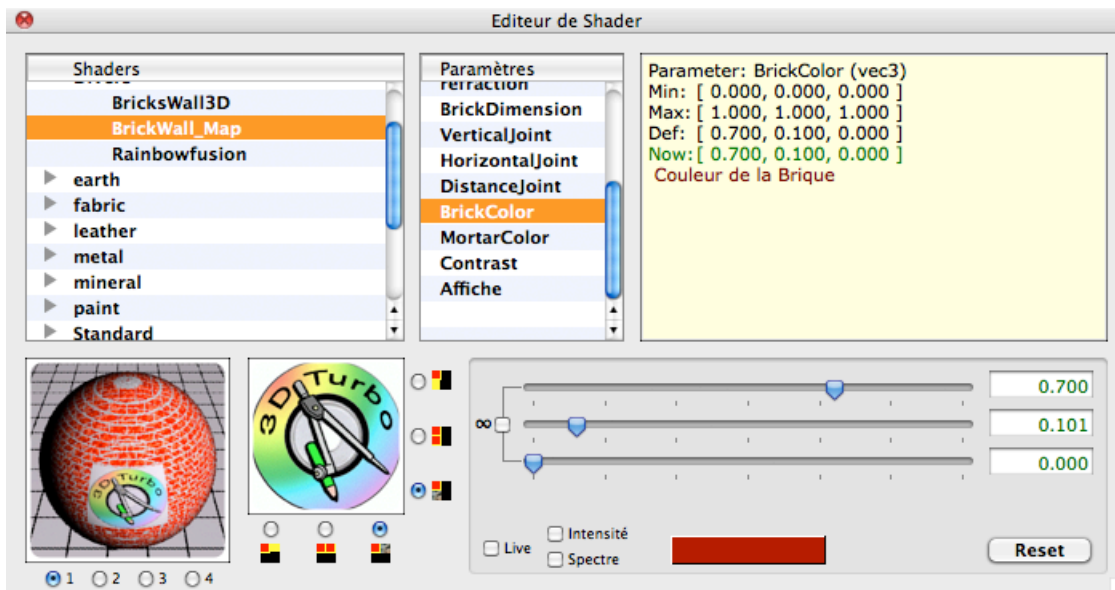 Editeur de Shader
Shaders
Divers
BricksWall3D
BrickWall_Map
Rainbowfusion
earth
fabric
leather
metal
mineral
paint
Standard
Paramètres
refraction
BrickDimension
VerticalJoint
HorizontalJoint
DistanceJoint
BrickColor
MortarColor
Contrast
Affiche
Parameter: BrickColor (vec3)
Min: [ 0.000, 0.000, 0.000 ]
Max: [ 1.000, 1.000, 1.000 ]
Def: [ 0.700, 0.100, 0.000 ]
Now: [ 0.700, 0.100, 0.000 ]
Couleur de la Brique
3D Turbo
1 2 3 4
3D Turbo
∞
0.700
0.101
0.000
Live
Intensité
Spectre
Reset